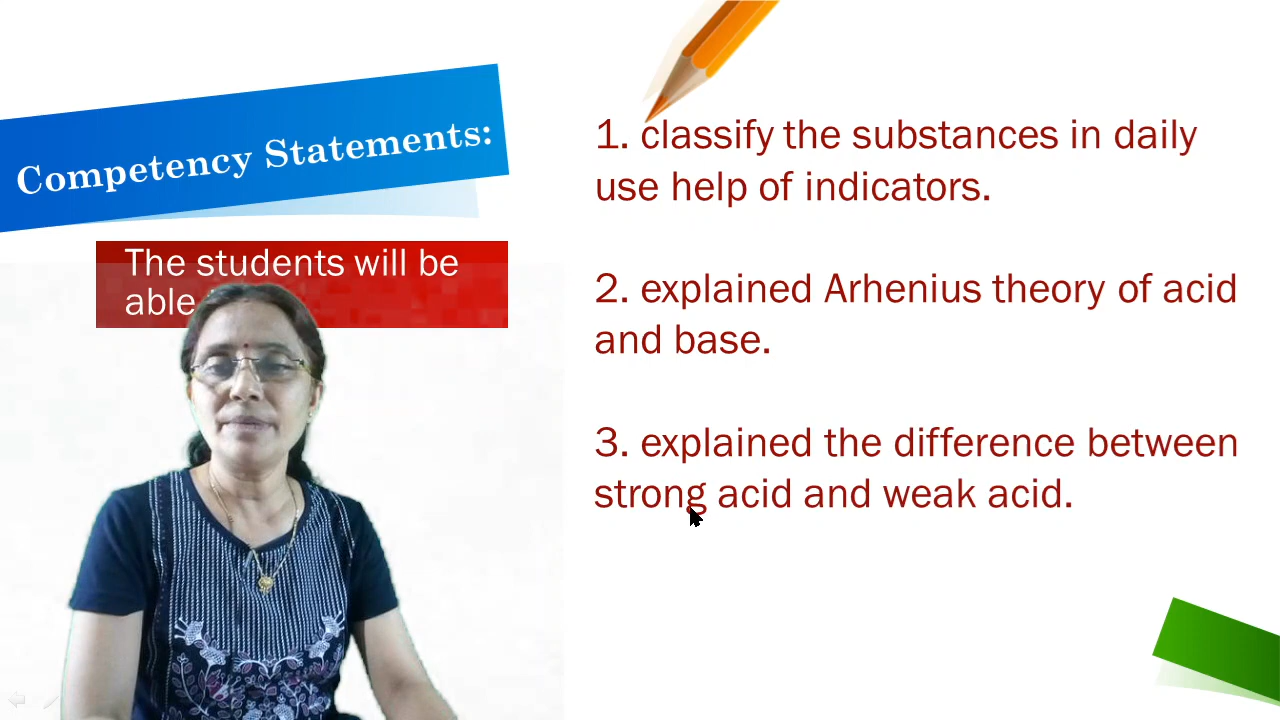 Competency Statements:
The students will be
able
1. classify the substances in daily
use help of indicators.
2. explained Arhenius theory of acid
and base.
3. explained the difference between
strong acid and weak acid.